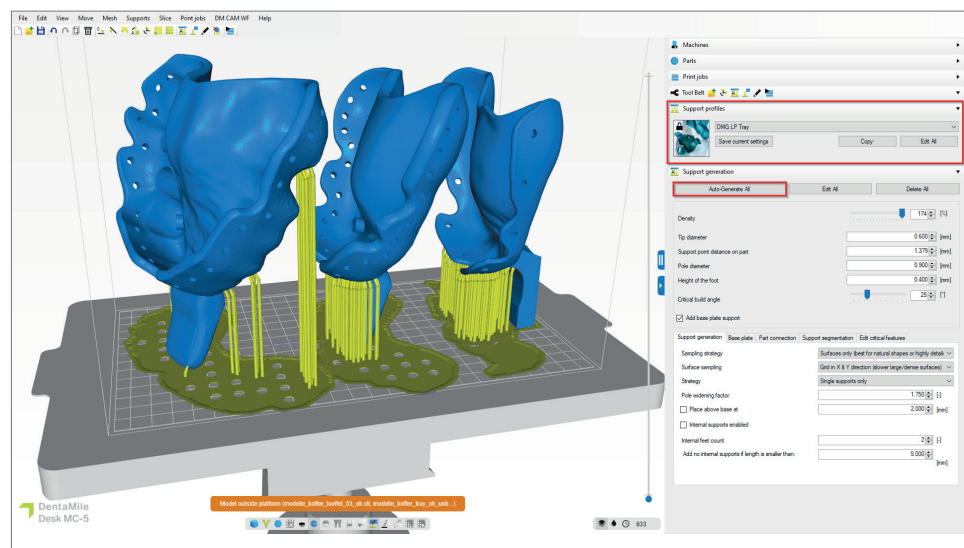 File Edit View Move Mesh Supports Slice Print jobs DM CAM WF Help
Machines
Parts
Print jobs
Tool Belt
Support profiles
DMG LP Tray
Save current settings Copy Edit All
Support generation
Auto-Generate All Edit All Delete All
Density 174 [%]
Tip diameter 0.600 [mm]
Support point distance on part 1.379 [mm]
Pole diameter 0.900 [mm]
Height of the foot 0.400 [mm]
Critical build angle 25 [°]
Add base plate support
Support generation Base plate Part connection Support segmentation Edit critical features
Sampling strategy Surfaces only (best for natural shapes or highly detaile
Surface sampling Grid in X & Y direction (slower large/dense surfaces)
Strategy Single supports only
Pole widening factor 1.750 [-]
Place above base at 2.000 [mm]
Internal supports enabled
Internal feet count 2 [-]
Add no internal supports if length is smaller than: 5.000
[mm]
Model outside platform (modelle_koffer_loeffel_03_ok.stl, modelle_koffer_tray_ok_unb...)
DentaMile
Desk MC-5
633